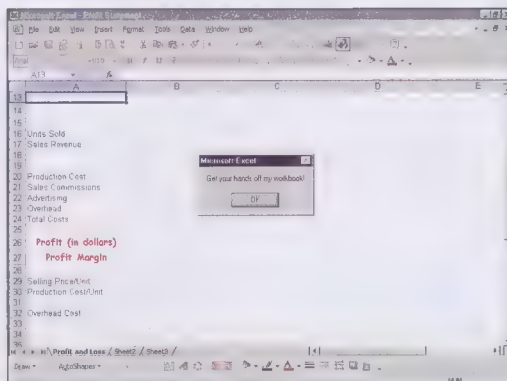 Microsoft Excel - Profit Statement
File Edit View Insert Format Tools Data Window Help
A13
A B C D E
13
14
15
16 Units Sold
17 Sales Revenue
18
19
20 Production Cost
21 Sales Commissions
22 Advertising
23 Overhead
24 Total Costs
25
26 Profit (in dollars)
27 Profit Margin
28
29 Selling Price/Unit
30 Production Cost/Unit
31
32 Overhead Cost
33
34
35
Microsoft Excel
Get your hands off my workbook!
OK
Profit and Loss / Sheet2 / Sheet3 /
Draw AutoShapes
NUM